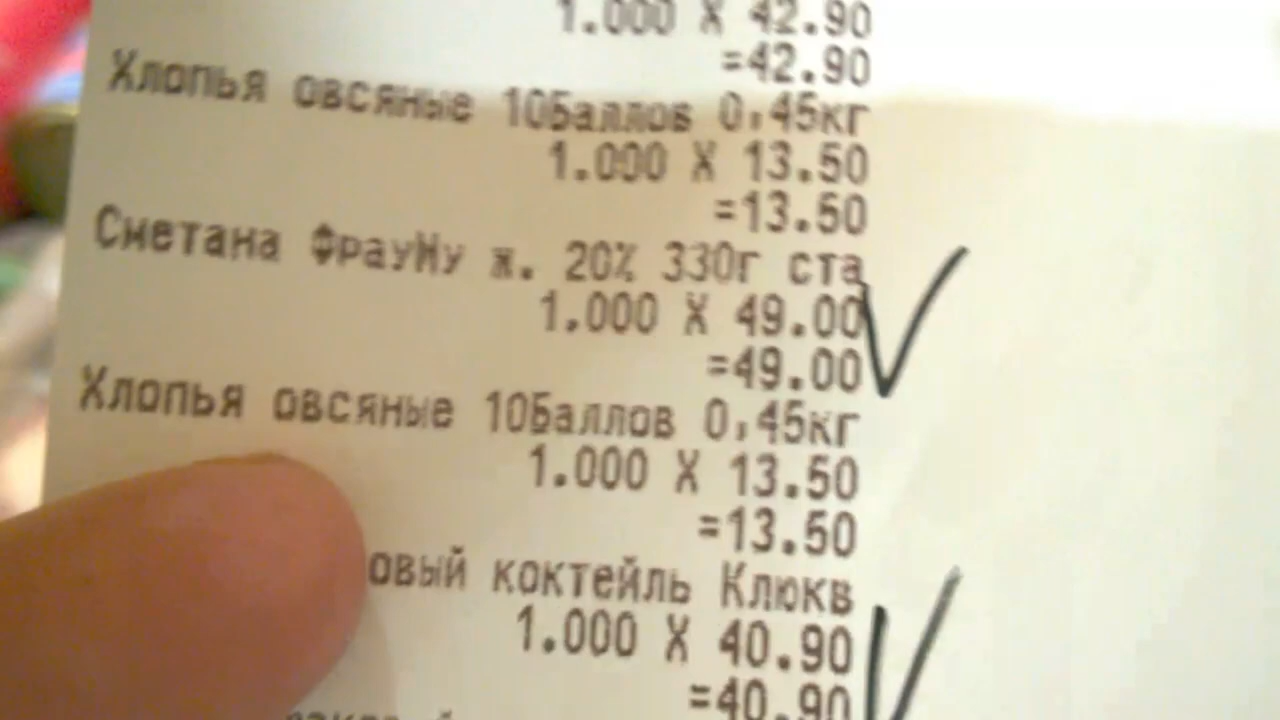 1.000 X 42.90
=42.90
Хлопья овсяные 10Баллов 0,45кг
1.000 X 13.50
=13.50
Сметана ФрауМу ж. 20% 330г ста
1.000 X 49.00
=49.00
Хлопья овсяные 10Баллов 0,45кг
1.000 X 13.50
=13.50
овый коктейль Клюкв
1.000 X 40.90
=40.90